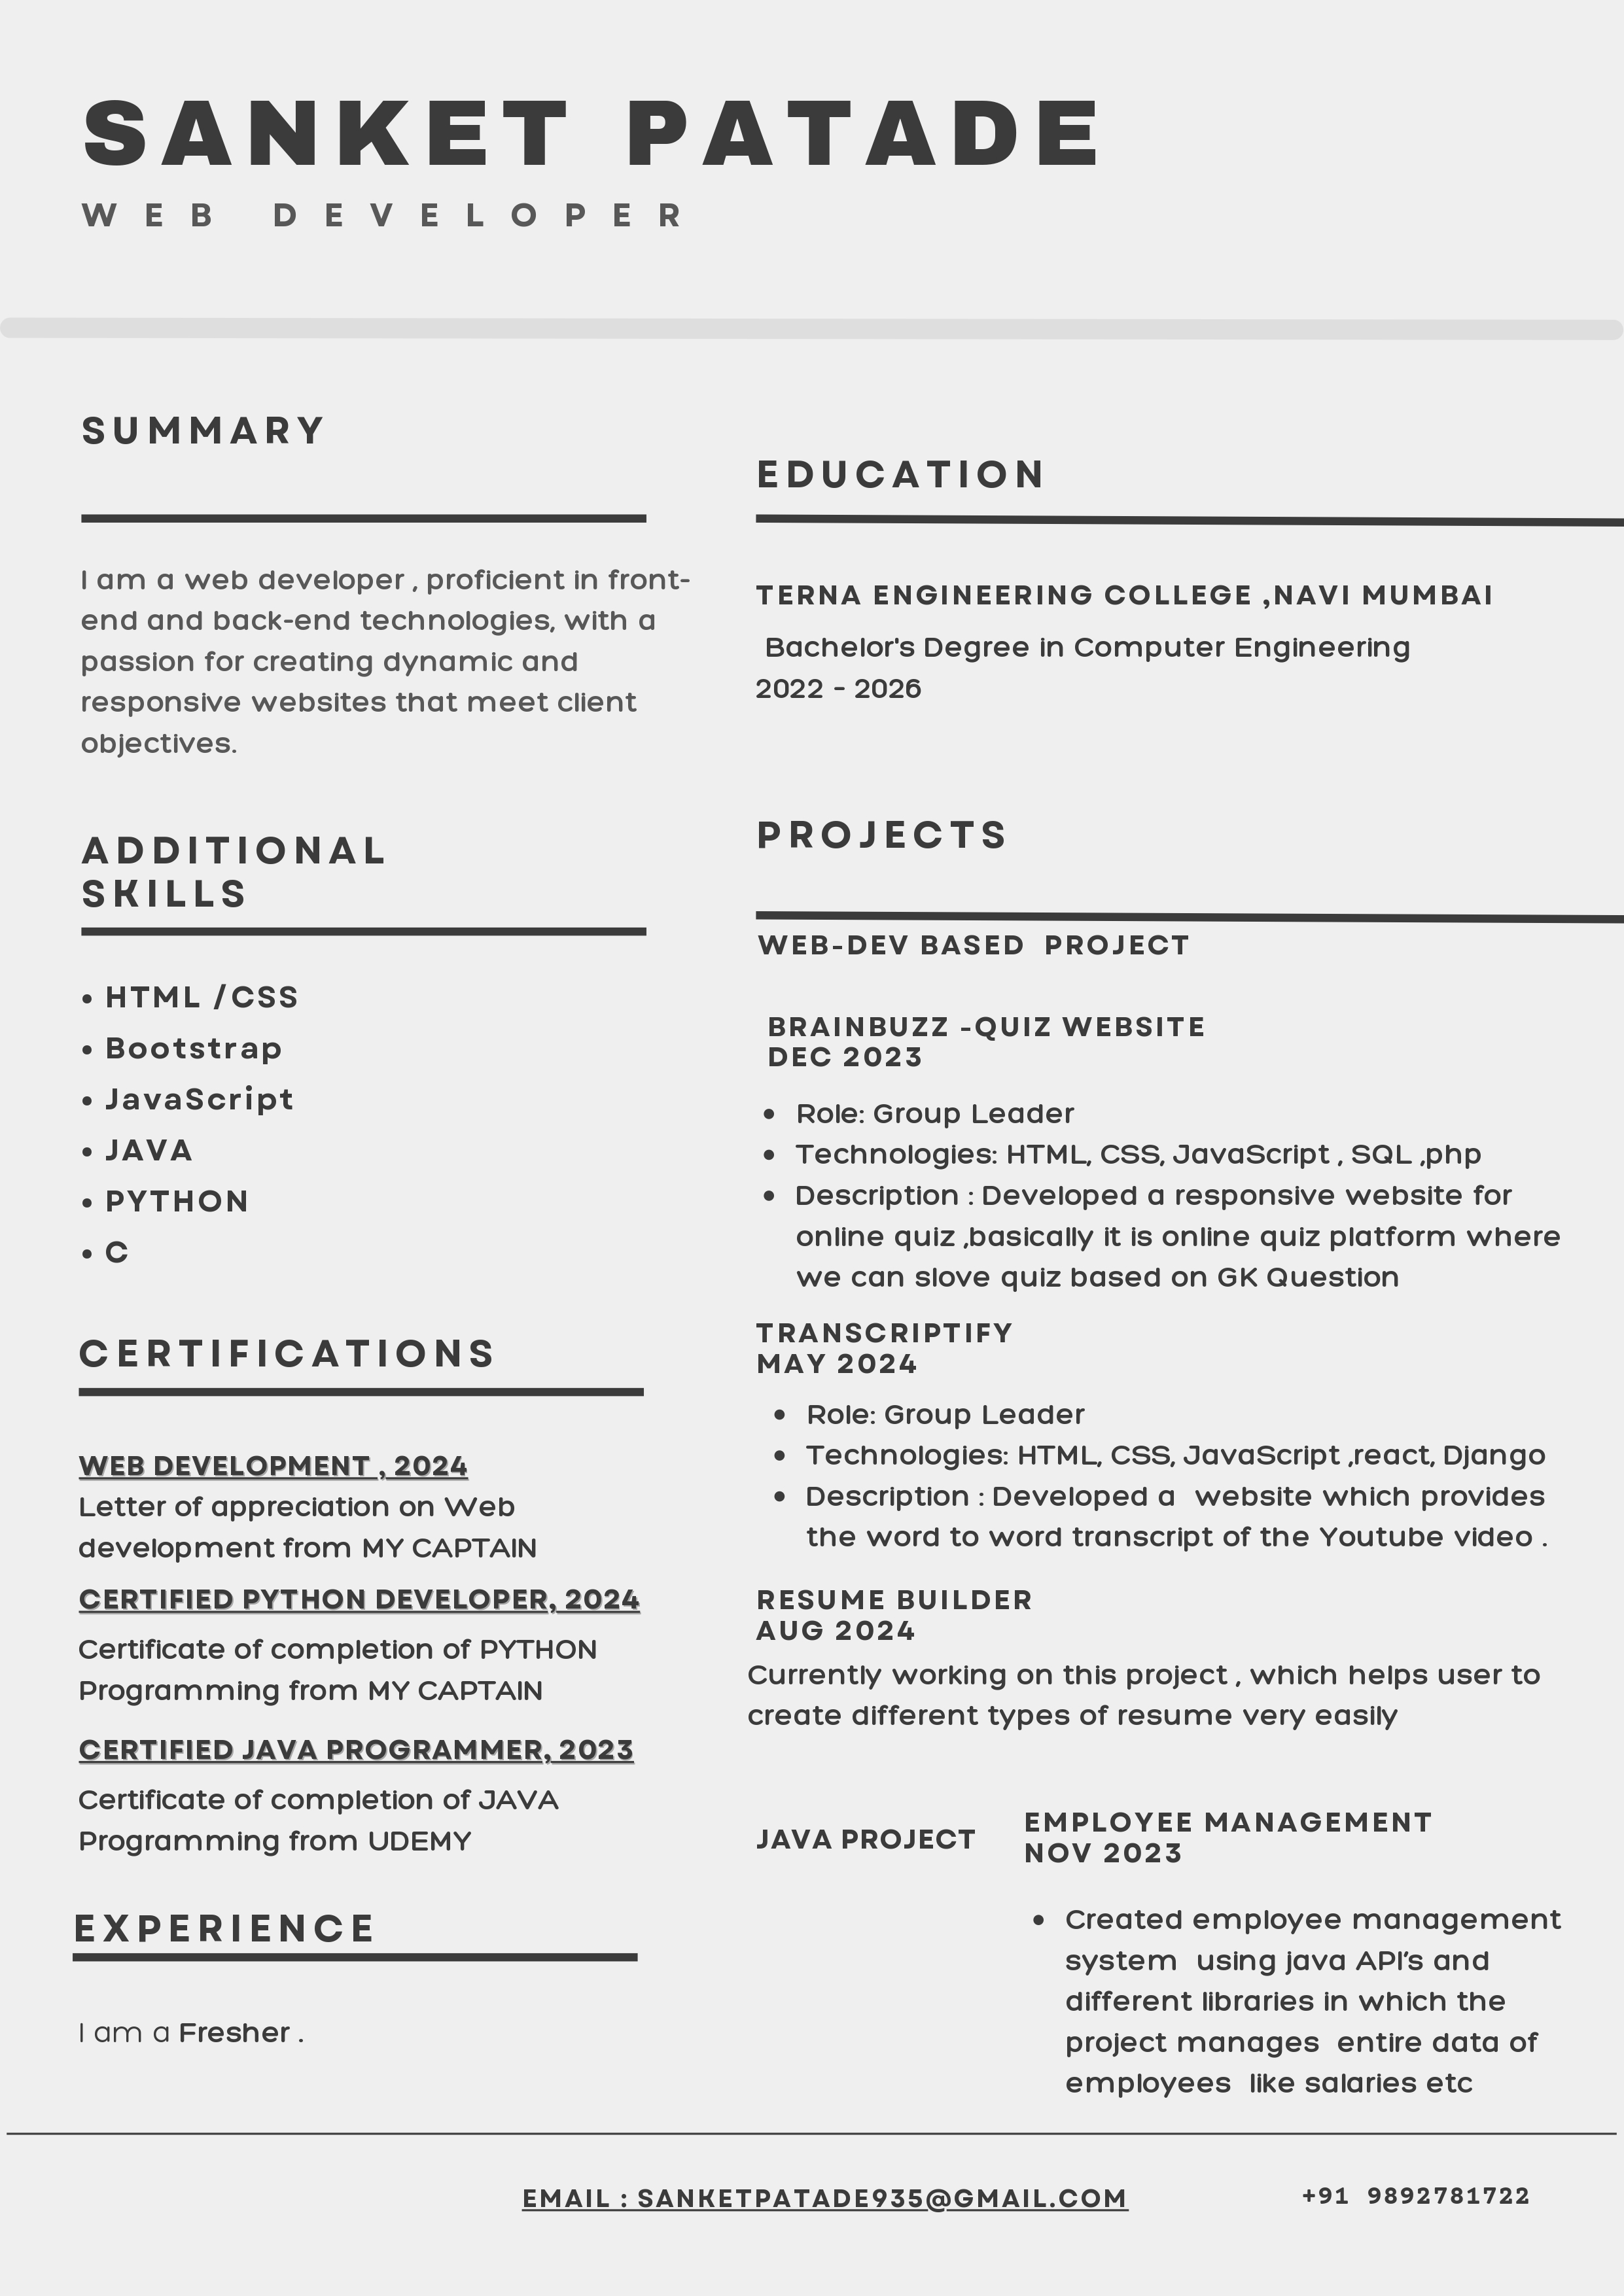 SANKET PATADE
WEB DEVELOPER
SUMMARY
I am a web developer , proficient in front-
end and back-end technologies, with a
passion for creating dynamic and
responsive websites that meet client
objectives.
ADDITIONAL
SKILLS
• HTML /CSS
• Bootstrap
• JavaScript
• JAVA
• PYTHON
• C
CERTIFICATIONS
WEB DEVELOPMENT , 2024
Letter of appreciation on Web
development from MY CAPTAIN
CERTIFIED PYTHON DEVELOPER, 2024
Certificate of completion of PYTHON
Programming from MY CAPTAIN
CERTIFIED JAVA PROGRAMMER, 2023
Certificate of completion of JAVA
Programming from UDEMY
EXPERIENCE
I am a Fresher .
EDUCATION
TERNA ENGINEERING COLLEGE ,NAVI MUMBAI
Bachelor's Degree in Computer Engineering
2022 - 2026
PROJECTS
WEB-DEV BASED PROJECT
BRAINBUZZ -QUIZ WEBSITE
DEC 2023
• Role: Group Leader
• Technologies: HTML, CSS, JavaScript , SQL ,php
• Description : Developed a responsive website for
online quiz ,basically it is online quiz platform where
we can slove quiz based on GK Question
TRANSCRIPTIFY
MAY 2024
• Role: Group Leader
• Technologies: HTML, CSS, JavaScript ,react, Django
• Description : Developed a website which provides
the word to word transcript of the Youtube video .
RESUME BUILDER
AUG 2024
Currently working on this project , which helps user to
create different types of resume very easily
JAVA PROJECT
EMPLOYEE MANAGEMENT
NOV 2023
• Created employee management
system using java API's and
different libraries in which the
project manages entire data of
employees like salaries etc
EMAIL : SANKETPATADE935@GMAIL.COM
+91 9892781722